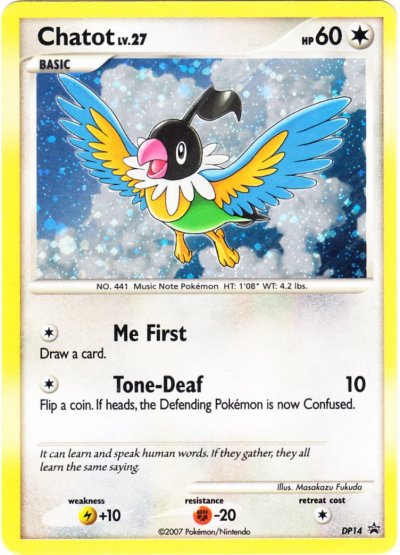 Chatot LV.27 HP 60
BASIC
NO. 441 Music Note Pokémon HT: 1'08" WT: 4.2 lbs.
Me First
Draw a card.
Tone-Deaf 10
Flip a coin. If heads, the Defending Pokémon is now Confused.
It can learn and speak human words. If they gather, they all
learn the same saying.
Illus. Masakazu Fukuda
weakness resistance retreat cost
+10 -20
©2007 Pokémon/Nintendo DP14